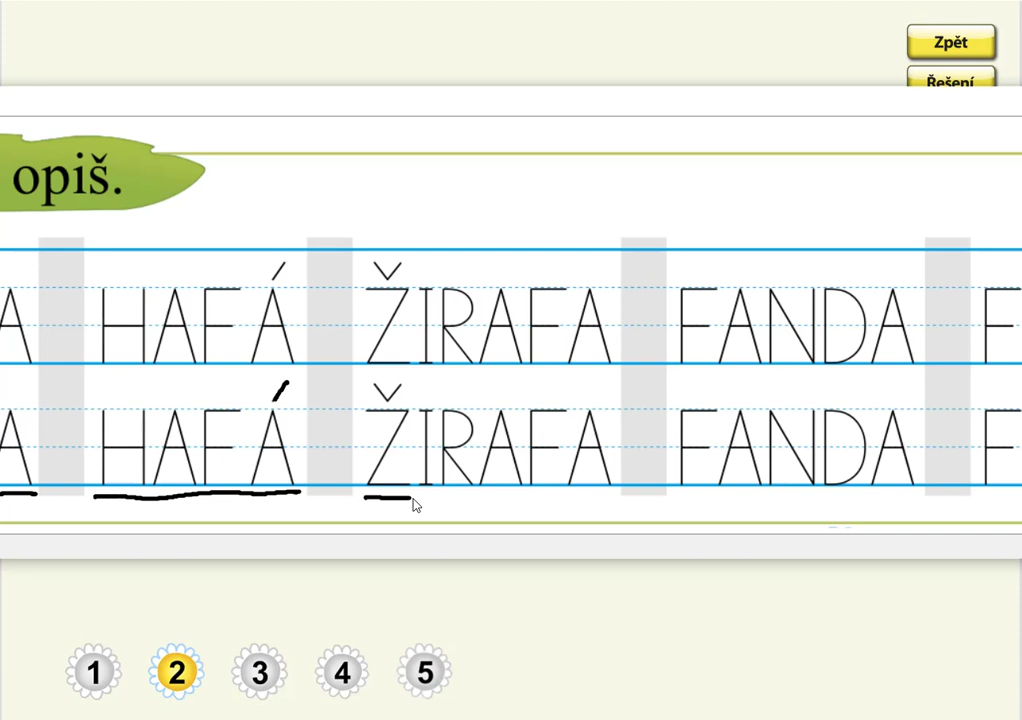 Zpět
Řešení
opiš.
A HAFÁ ŽIRAFA FANDA F
A HAFÁ ŽIRAFA FANDA F
1 2 3 4 5